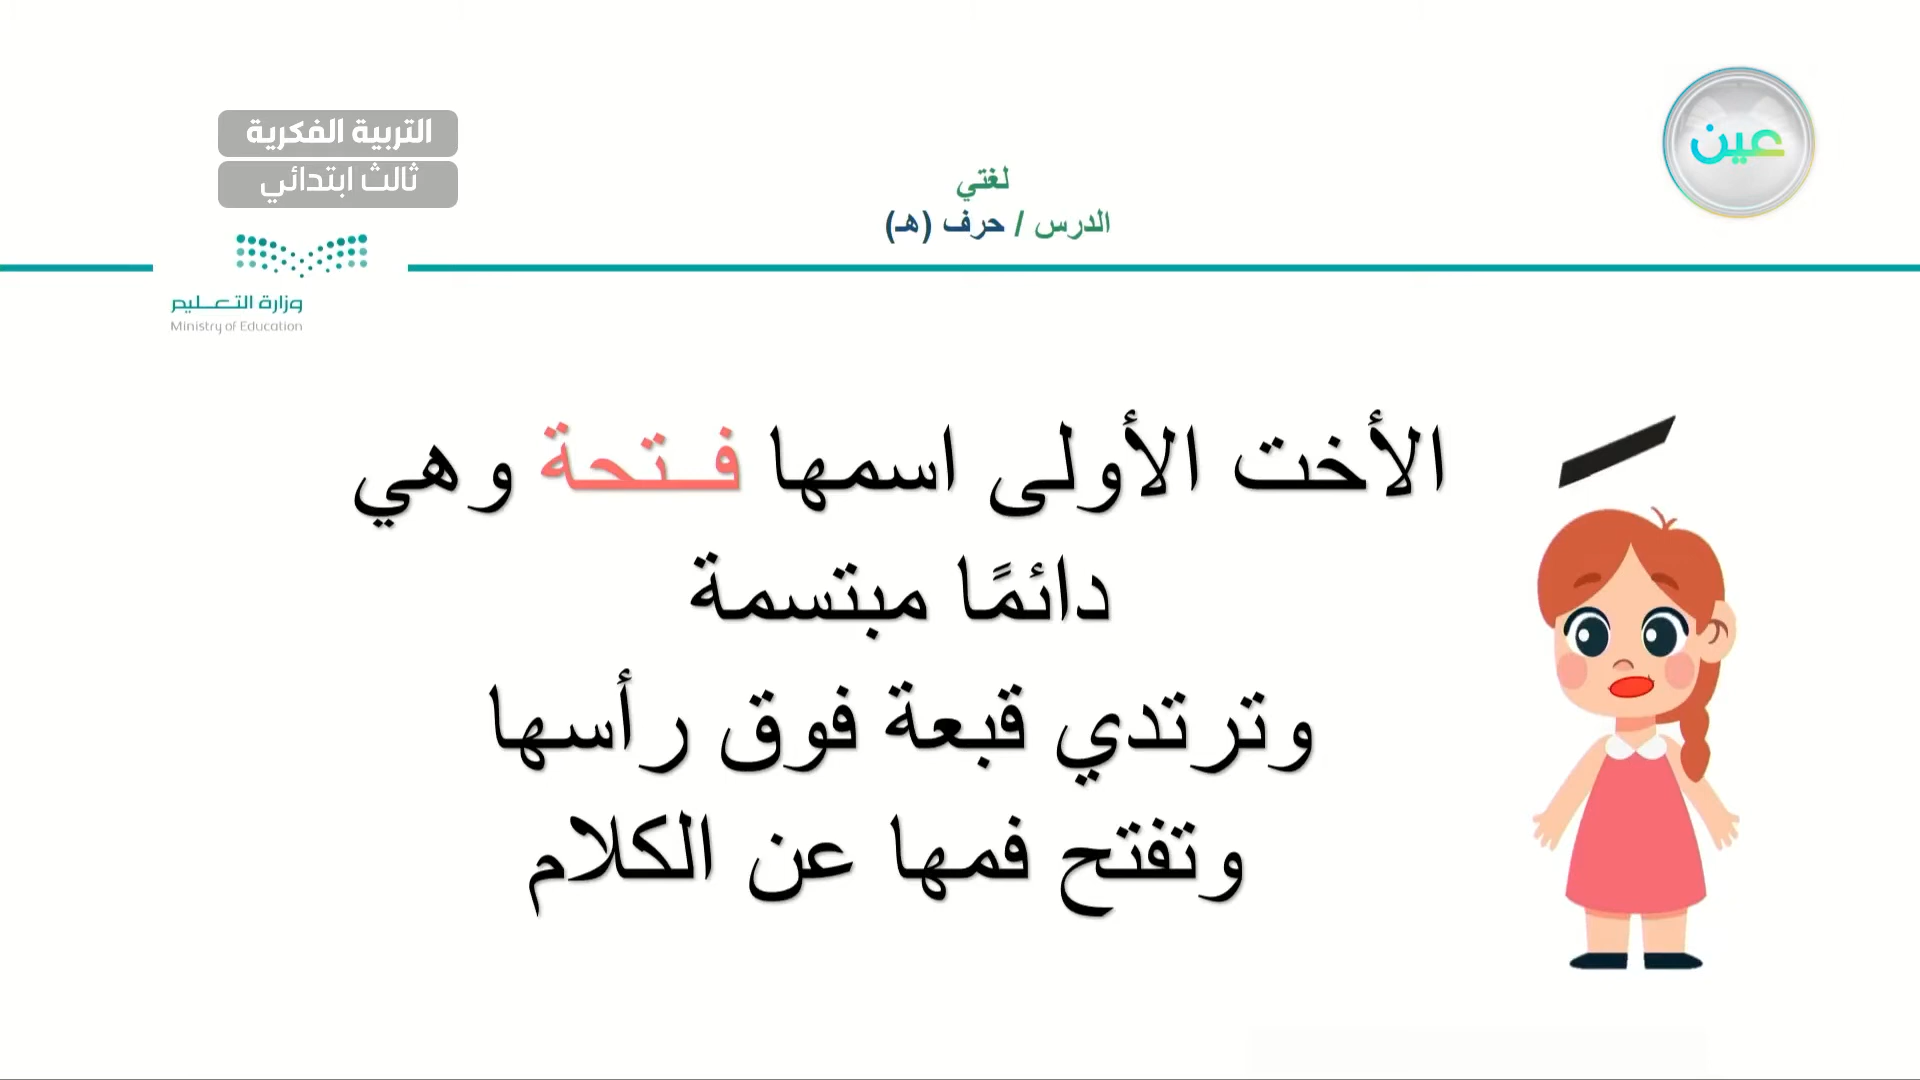 عين
التربية الفكرية
ثالث ابتدائي
لغتي
الدرس / حرف (هـ)
وزارة التعليم
Ministry of Education
الأخت الأولى اسمها فــتحة وهي
دائمًا مبتسمة
وترتدي قبعة فوق رأسها
وتفتح فمها عن الكلام